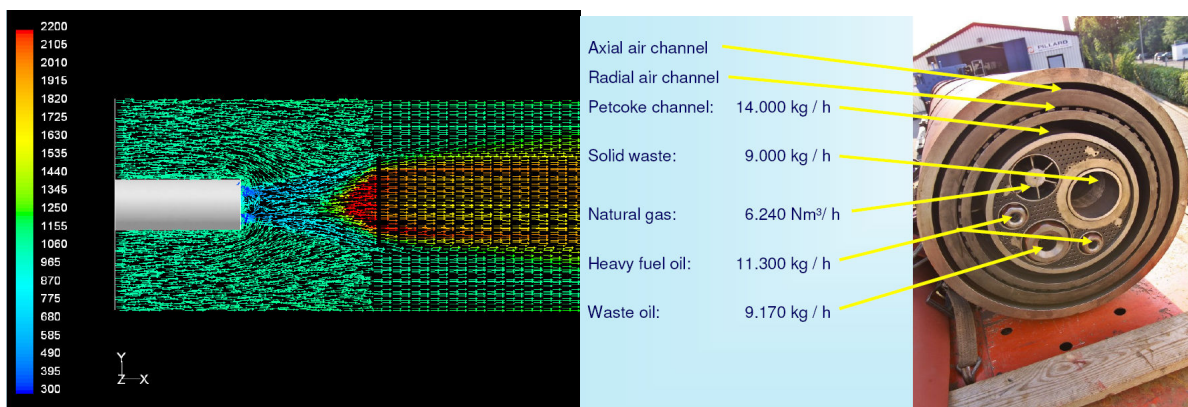 2200
2105
2010
1915
1820
1725
1630
1535
1440
1345
1250
1155
1060
965
870
775
680
585
490
395
300
Y
Z X
Axial air channel
Radial air channel
Petcoke channel: 14.000 kg / h
Solid waste: 9.000 kg / h
Natural gas: 6.240 Nm³/ h
Heavy fuel oil: 11.300 kg / h
Waste oil: 9.170 kg / h
PILLARD